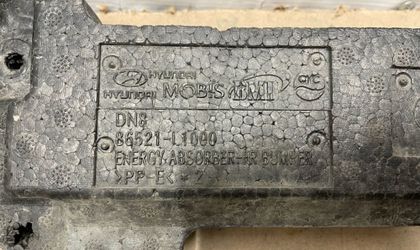 HYUNDAI HYUNDAI MOBIS
DN8
86521-L1000
ENERGY ABSORBER-FR BUMPER
>PP-E<